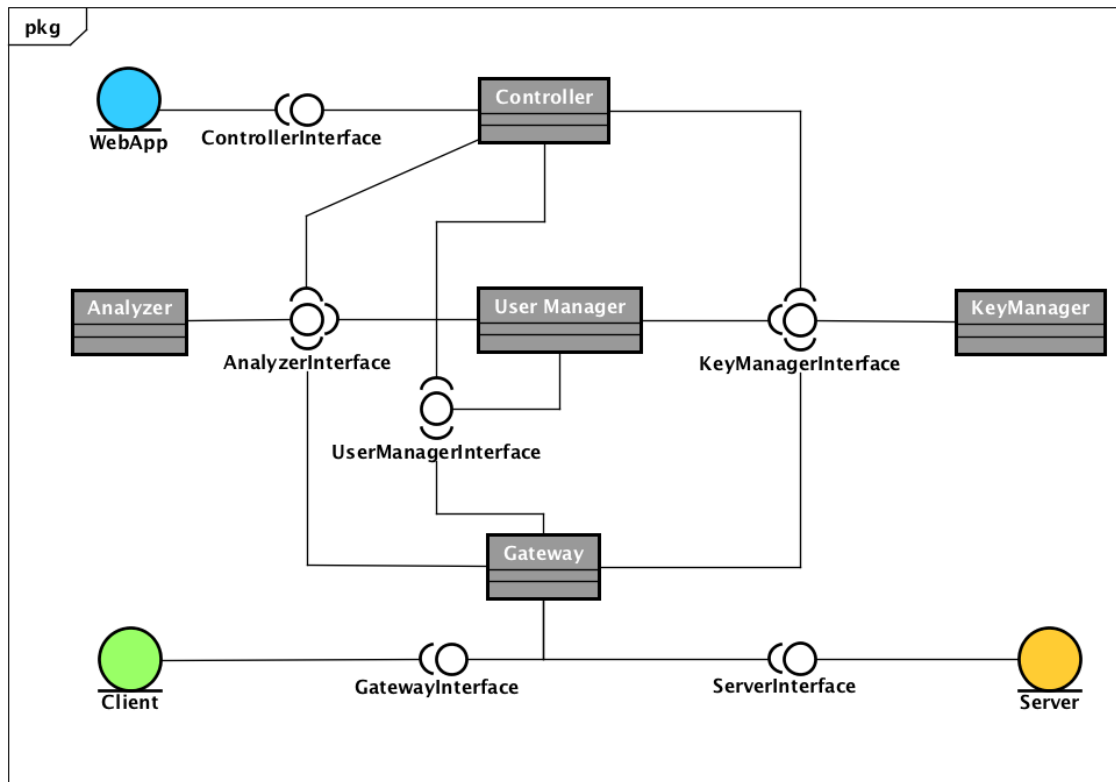 pkg
Controller
WebApp
ControllerInterface
Analyzer
User Manager
KeyManager
AnalyzerInterface
KeyManagerInterface
UserManagerInterface
Gateway
Client
GatewayInterface
ServerInterface
Server